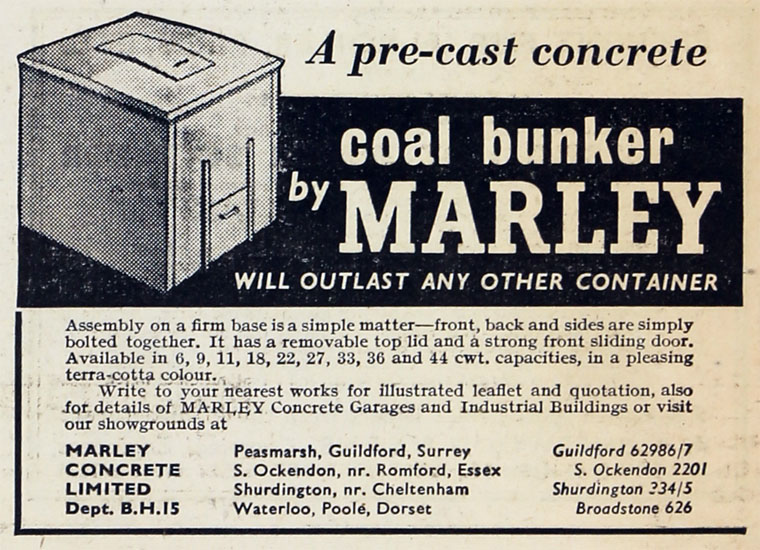 A pre-cast concrete
coal bunker
by MARLEY
WILL OUTLAST ANY OTHER CONTAINER
Assembly on a firm base is a simple matter—front, back and sides are simply
bolted together. It has a removable top lid and a strong front sliding door.
Available in 6, 9, 11, 18, 22, 27, 33, 36 and 44 cwt. capacities, in a pleasing
terra-cotta colour.
Write to your nearest works for illustrated leaflet and quotation, also
for details of MARLEY Concrete Garages and Industrial Buildings or visit
our showgrounds at
MARLEY Peasmarsh, Guildford, Surrey Guildford 62986/7
CONCRETE S. Ockendon, nr. Romford, Essex S. Ockendon 2201
LIMITED Shurdington, nr. Cheltenham Shurdington 334/5
Dept. B.H.15 Waterloo, Poole, Dorset Broadstone 626